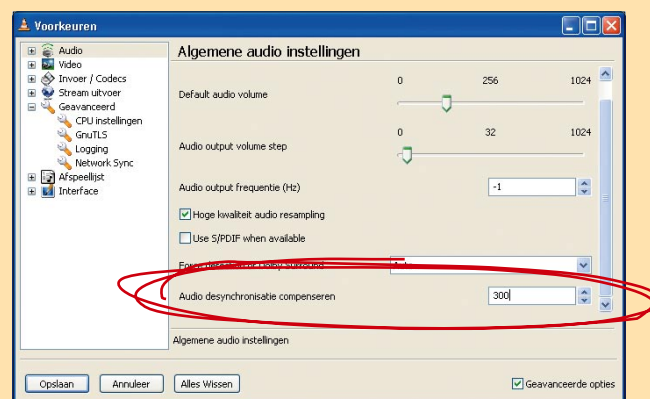 Voorkeuren
Audio
Video
Invoer / Codecs
Stream uitvoer
Geavanceerd
CPU instellingen
GnuTLS
Logging
Network Sync
Afspeellijst
Interface
Algemene audio instellingen
0 256 1024
Default audio volume
0 32 1024
Audio output volume step
Audio output frequentie (Hz) -1
Hoge kwaliteit audio resampling
Use S/PDIF when available
Audio desynchronisatie compenseren 300
Algemene audio instellingen
Opslaan Annuleer Alles Wissen Geavanceerde opties